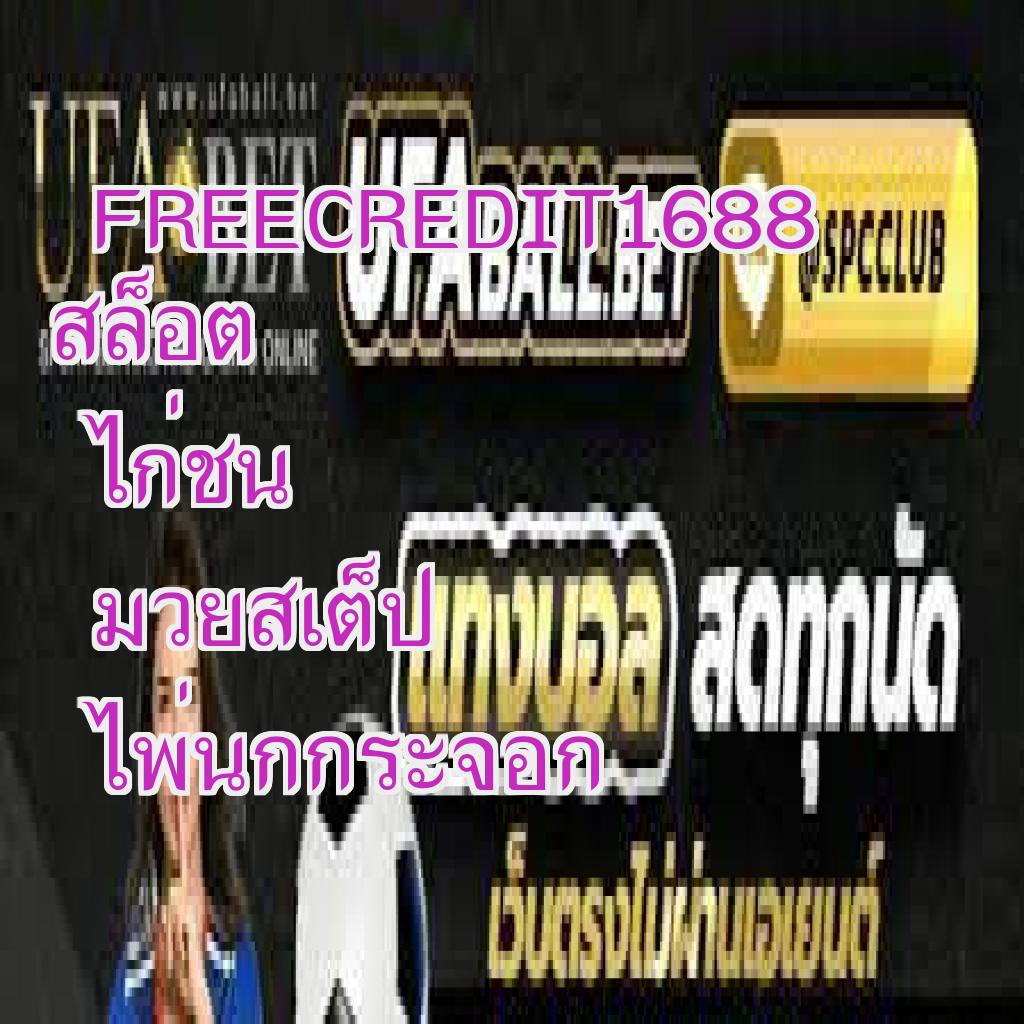 www.ufaball.bet
UFABET
ONLINE
UFABALL.BET
@SPCCLUB
FREECREDIT1688
สล็อต
ไก่ชน
มวยสเต็ป
ไพ่นกกระจอก
แทงบอล สดทุกนัด
เว็บตรงไม่ผ่านเอเยนต์